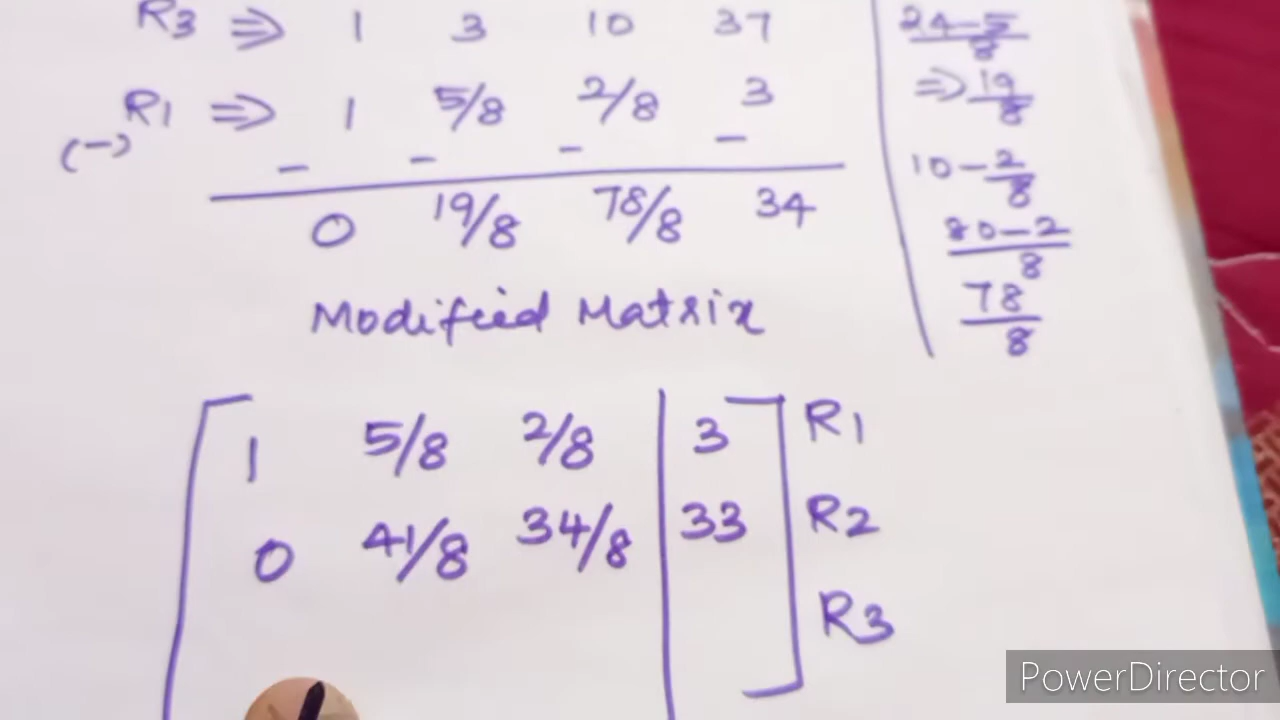 R3 ⇒ 1 3 10 37
R1 ⇒ 1 5/8 2/8 3
(-) - - - -
0 19/8 78/8 34
24-5/8
⇒ 19/8
10 - 2/8
80-2/8
78/8
Modified Matrix
1 5/8 2/8 | 3 R1
0 41/8 34/8 | 33 R2
R3
PowerDirector